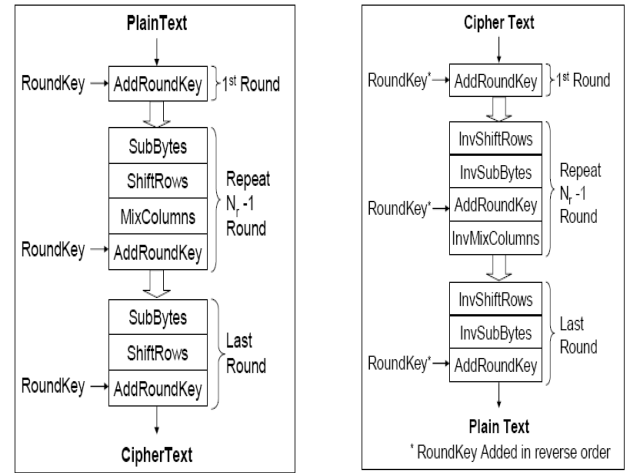 PlainText
RoundKey AddRoundKey 1st Round
SubBytes
ShiftRows
MixColumns
RoundKey AddRoundKey
Repeat
Nr -1
Round
SubBytes
ShiftRows
RoundKey AddRoundKey
Last
Round
CipherText
Cipher Text
RoundKey* AddRoundKey 1st Round
InvShiftRows
InvSubBytes
RoundKey* AddRoundKey
InvMixColumns
Repeat
Nr -1
Round
InvShiftRows
InvSubBytes
RoundKey* AddRoundKey
Last
Round
Plain Text
* RoundKey Added in reverse order